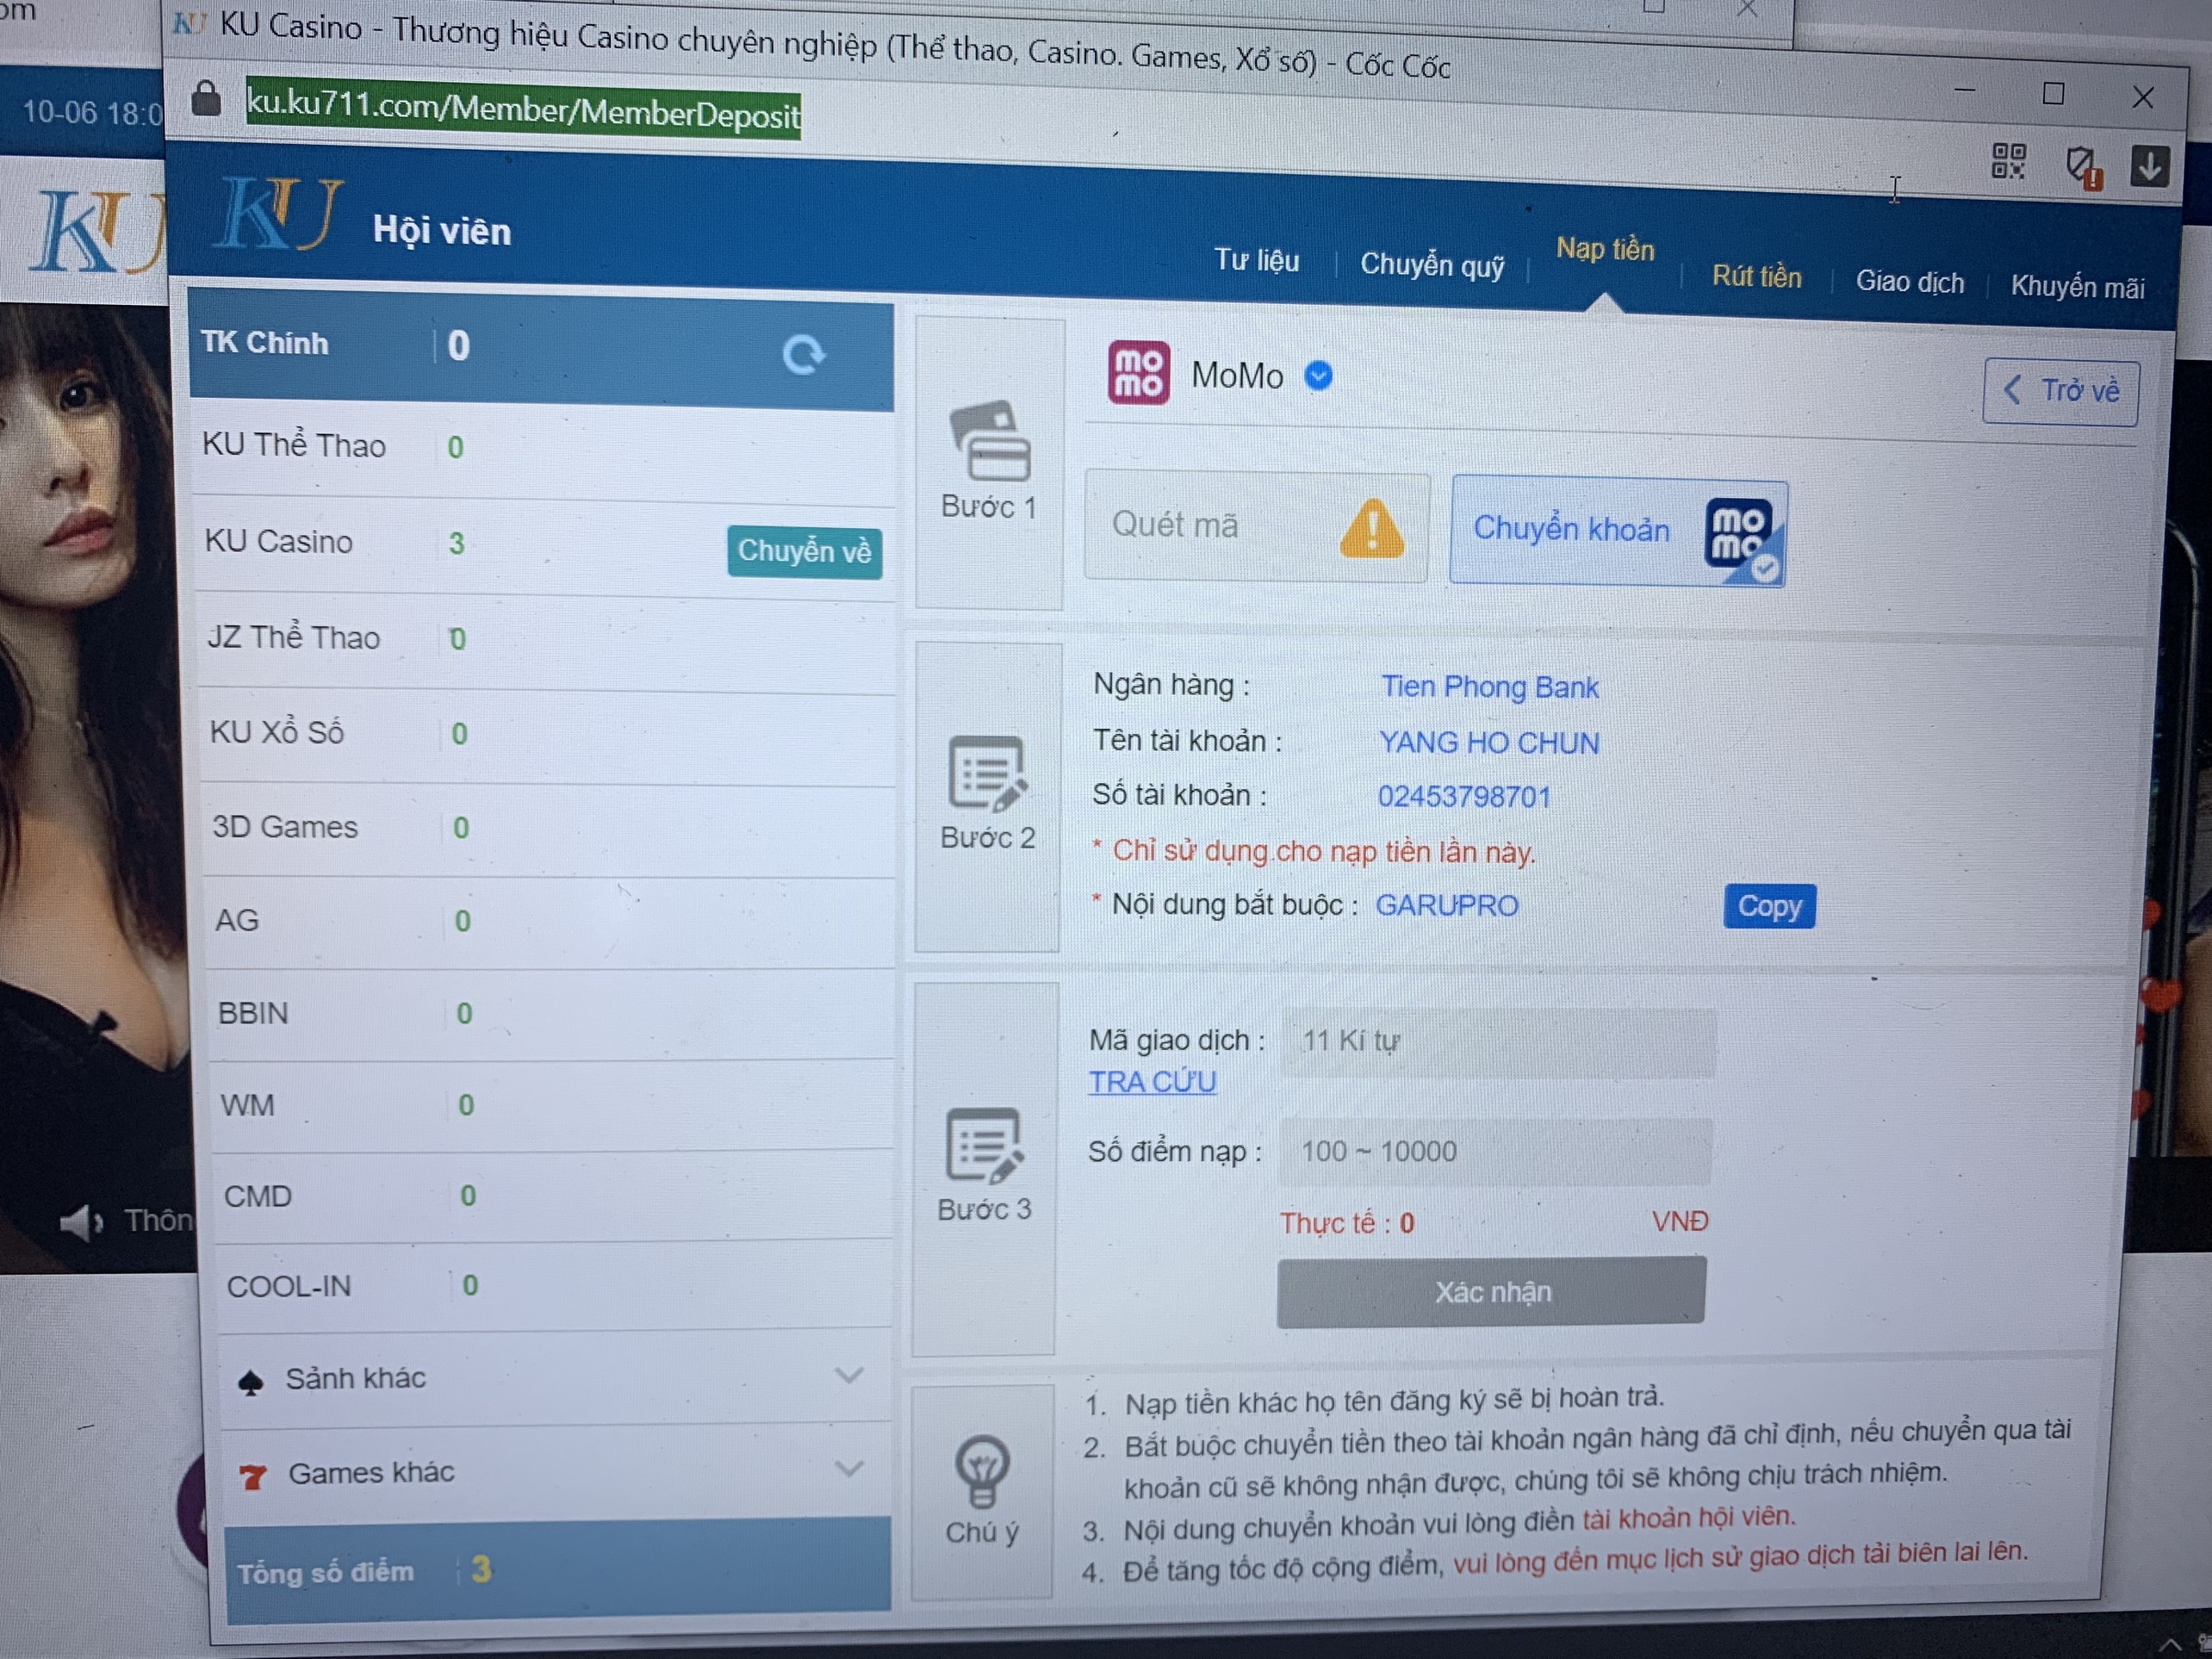 om
KU Casino - Thương hiệu Casino chuyên nghiệp (Thể thao, Casino. Games, Xổ số) - Cốc Cốc
10-06 18:0
ku.ku711.com/Member/MemberDeposit
KU
KU Hội viên
Tư liệu
Chuyển quỹ
Nạp tiền
Rút tiền
Giao dịch
Khuyến mãi
TK Chính 0
KU Thể Thao 0
KU Casino 3 Chuyển về
JZ Thể Thao 0
KU Xổ Số 0
3D Games 0
AG 0
BBIN 0
WM 0
CMD 0
COOL-IN 0
Sảnh khác
7 Games khác
Tổng số điểm 3
Bước 1
momo MoMo
Trở về
Quét mã
Chuyển khoản momo
Bước 2
Ngân hàng : Tien Phong Bank
Tên tài khoản : YANG HO CHUN
Số tài khoản : 02453798701
* Chỉ sử dụng cho nạp tiền lần này.
* Nội dung bắt buộc : GARUPRO Copy
Bước 3
Mã giao dịch : 11 Kí tự
TRA CỨU
Số điểm nạp : 100 ~ 10000
Thực tế : 0 VNĐ
Xác nhận
Chú ý
1. Nạp tiền khác họ tên đăng ký sẽ bị hoàn trả.
2. Bắt buộc chuyển tiền theo tài khoản ngân hàng đã chỉ định, nếu chuyển qua tài
khoản cũ sẽ không nhận được, chúng tôi sẽ không chịu trách nhiệm.
3. Nội dung chuyển khoản vui lòng điền tài khoản hội viên.
4. Để tăng tốc độ cộng điểm, vui lòng đến mục lịch sử giao dịch tải biên lai lên.
Thôn